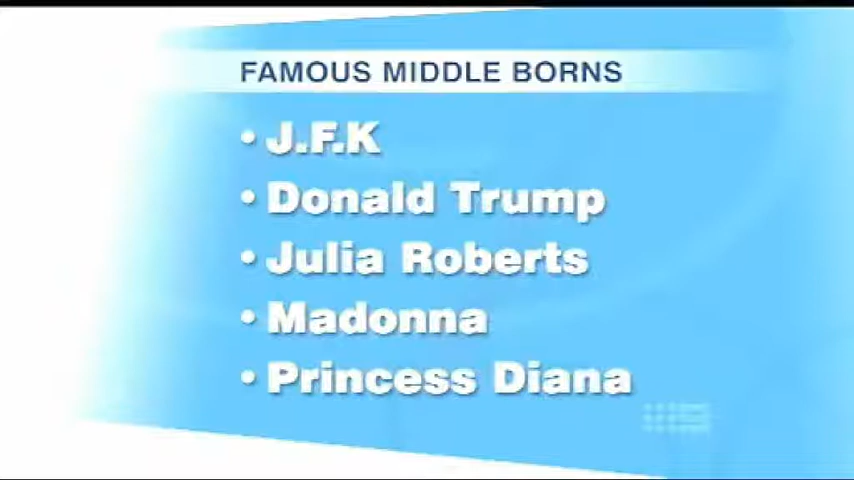 FAMOUS MIDDLE BORNS
• J.F.K
• Donald Trump
• Julia Roberts
• Madonna
• Princess Diana